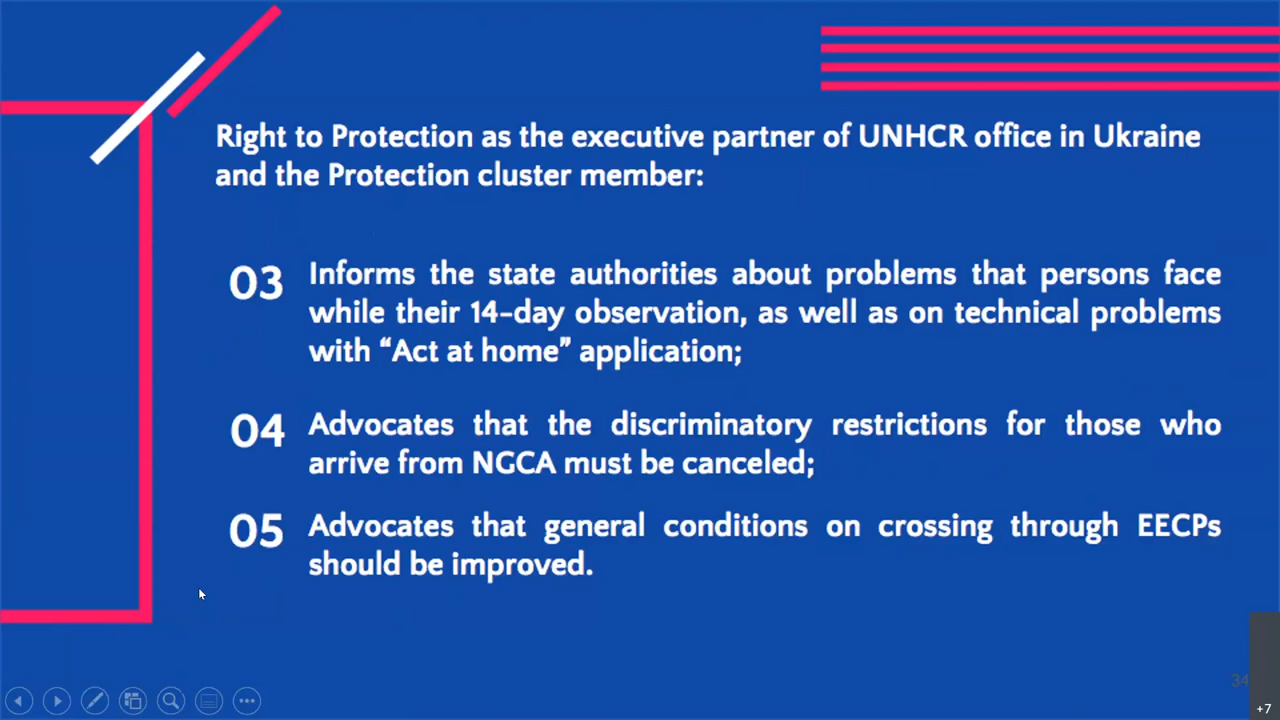 Right to Protection as the executive partner of UNHCR office in Ukraine
and the Protection cluster member:
03 Informs the state authorities about problems that persons face
while their 14-day observation, as well as on technical problems
with “Act at home” application;
04 Advocates that the discriminatory restrictions for those who
arrive from NGCA must be canceled;
05 Advocates that general conditions on crossing through EECPs
should be improved.
34
+7